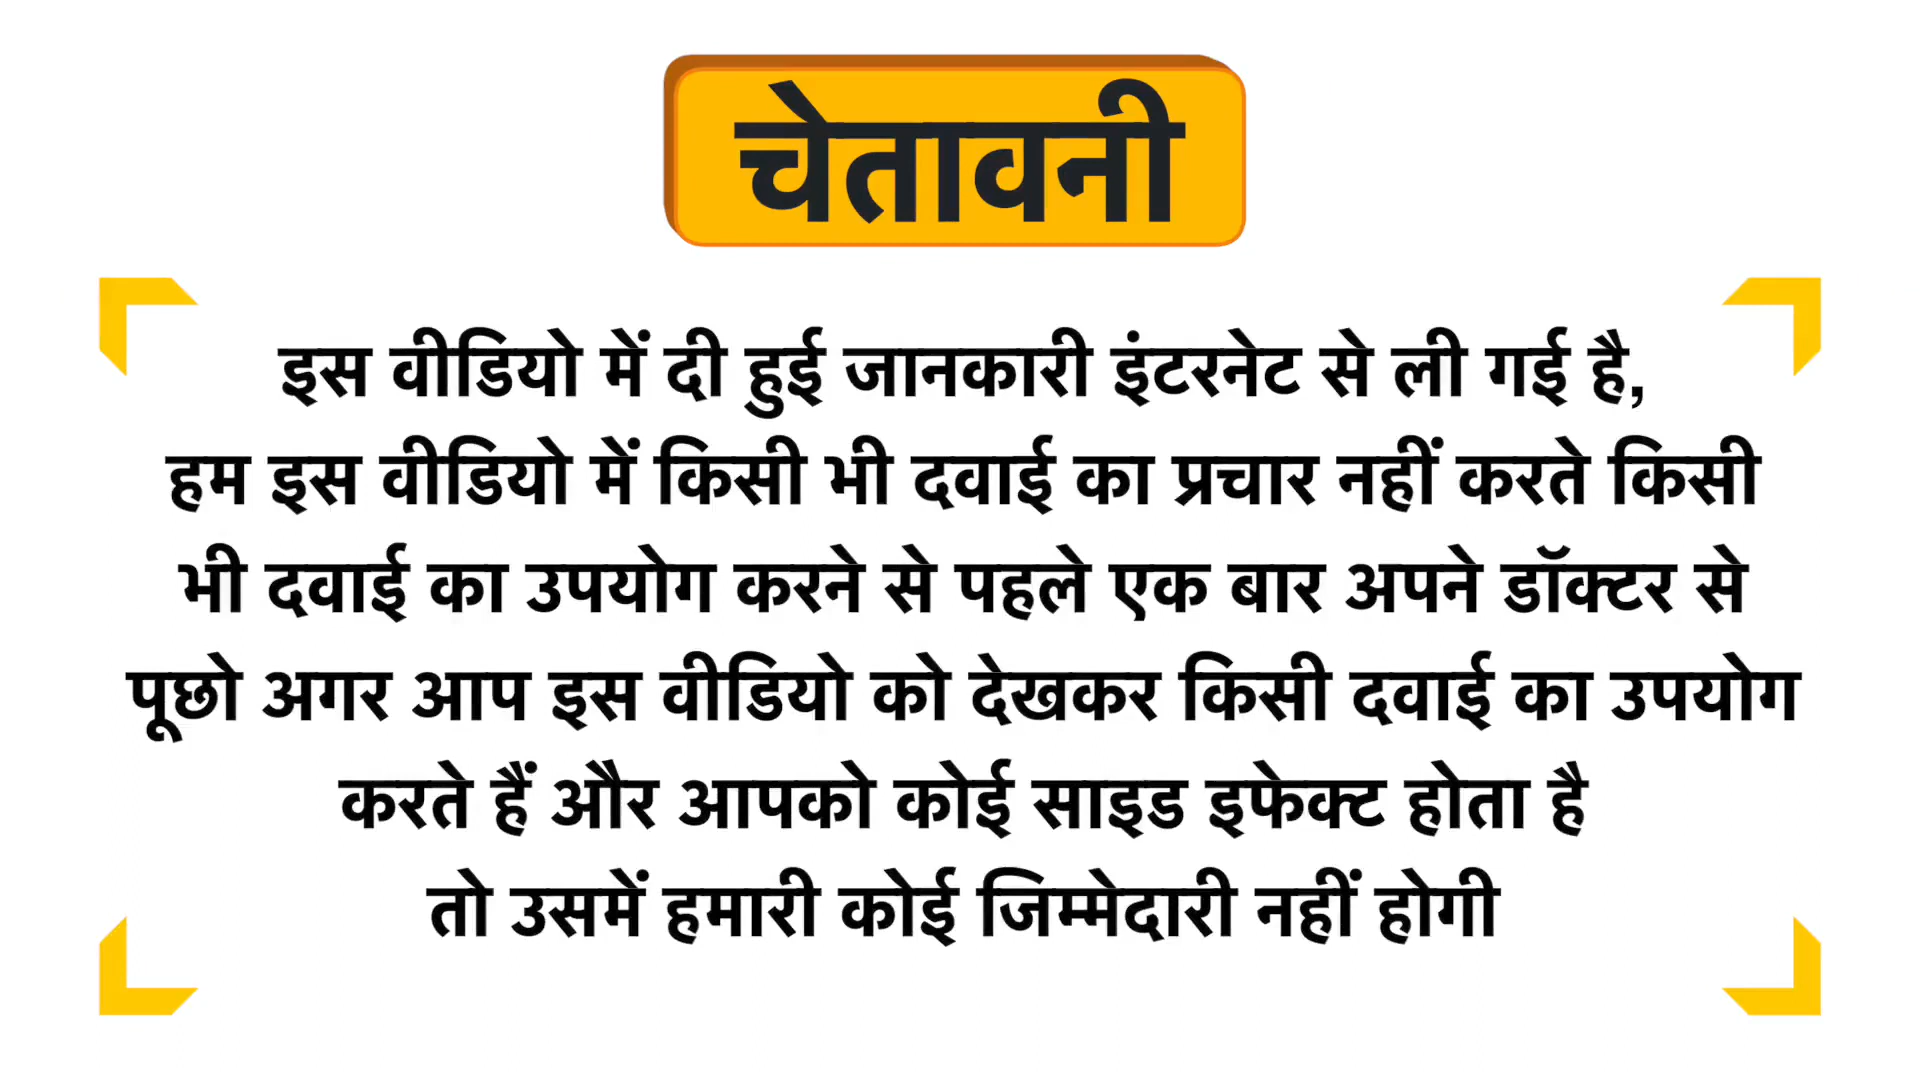 चेतावनी
इस वीडियो में दी हुई जानकारी इंटरनेट से ली गई है,
हम इस वीडियो में किसी भी दवाई का प्रचार नहीं करते किसी
भी दवाई का उपयोग करने से पहले एक बार अपने डॉक्टर से
पूछो अगर आप इस वीडियो को देखकर किसी दवाई का उपयोग
करते हैं और आपको कोई साइड इफेक्ट होता है
तो उसमें हमारी कोई जिम्मेदारी नहीं होगी